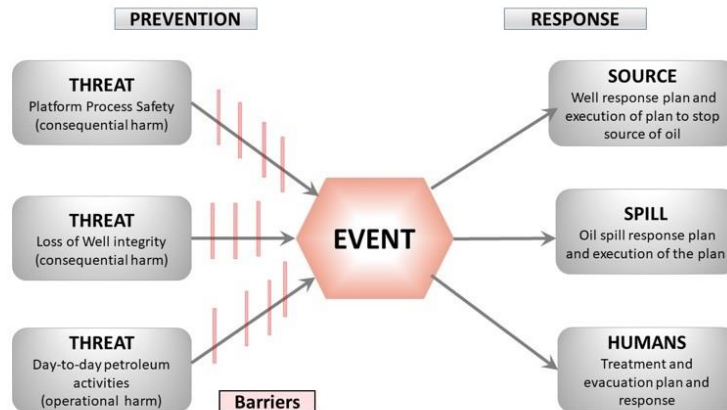 PREVENTION
RESPONSE
THREAT
Platform Process Safety
(consequential harm)
THREAT
Loss of Well integrity
(consequential harm)
THREAT
Day-to-day petroleum
activities
(operational harm)
EVENT
Barriers
SOURCE
Well response plan and
execution of plan to stop
source of oil
SPILL
Oil spill response plan
and execution of the plan
HUMANS
Treatment and
evacuation plan and
response